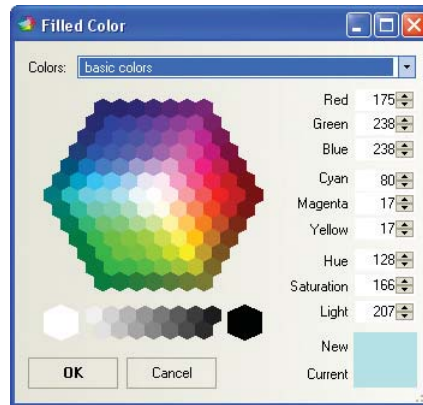 Filled Color
Colors: basic colors
Red 175
Green 238
Blue 238
Cyan 80
Magenta 17
Yellow 17
Hue 128
Saturation 166
Light 207
New
Current
OK Cancel